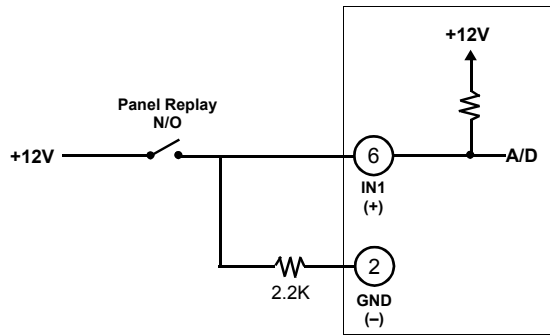 +12V
Panel Replay
N/O
+12V
6
A/D
IN1
(+)
2
2.2K
GND
(–)